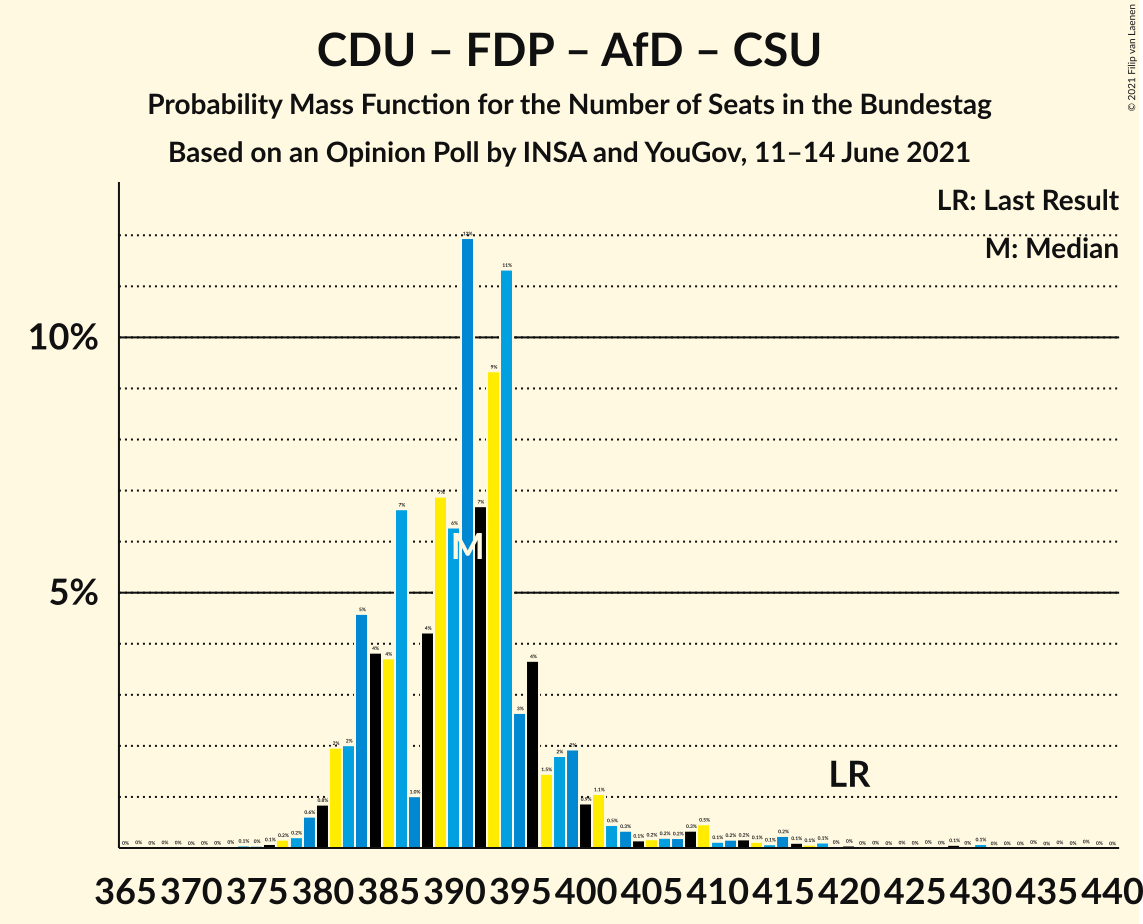 CDU – FDP – AfD – CSU
Probability Mass Function for the Number of Seats in the Bundestag
Based on an Opinion Poll by INSA and YouGov, 11–14 June 2021
© 2021 Filip van Laenen
LR: Last Result
M: Median
10%
5%
M
LR
365 370 375 380 385 390 395 400 405 410 415 420 425 430 435 440